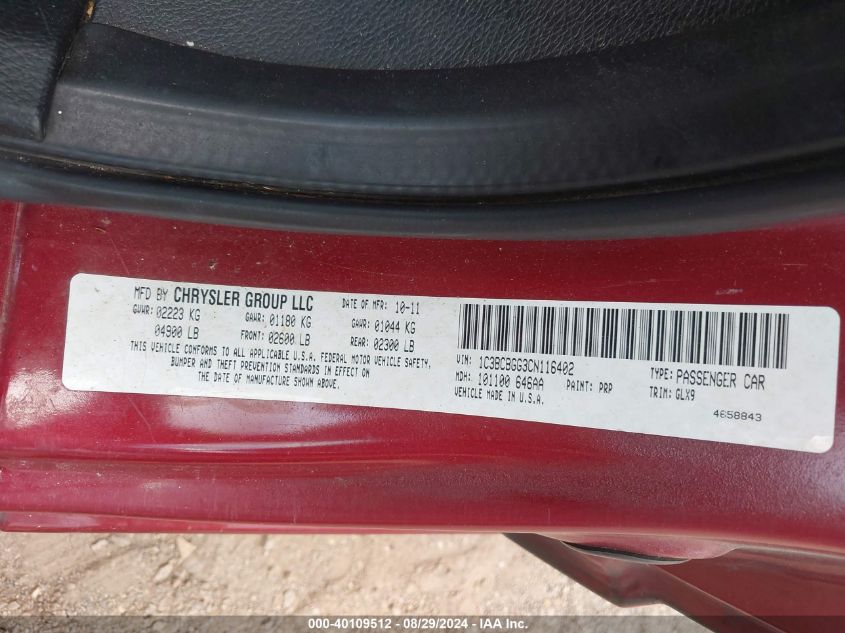 MFD BY CHRYSLER GROUP LLC DATE OF MFR: 10-11
GVWR: 02223 KG GAWR: 01180 KG GAWR: 01044 KG
04900 LB FRONT: 02600 LB REAR: 02300 LB
THIS VEHICLE CONFORMS TO ALL APPLICABLE U.S.A. FEDERAL MOTOR VEHICLE SAFETY,
BUMPER AND THEFT PREVENTION STANDARDS IN EFFECT ON
THE DATE OF MANUFACTURE SHOWN ABOVE.
VIN: 1C3BCBGG3CN116402 TYPE: PASSENGER CAR
MDH: 101100 646AA PAINT: PRP TRIM: GLX9
VEHICLE MADE IN U.S.A. 4658843
000-40109512 - 08/29/2024 - IAAI.com